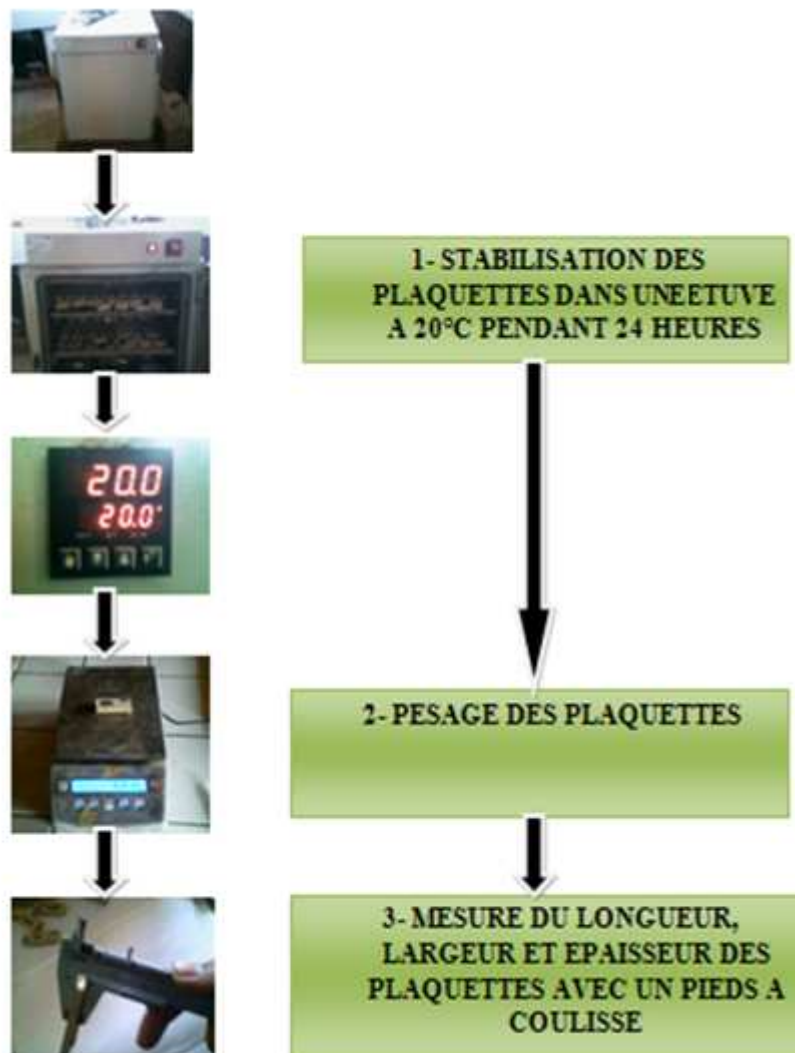 1- STABILISATION DES
PLAQUETTES DANS UNEETUVE
A 20°C PENDANT 24 HEURES
20.0
20.0°
2- PESAGE DES PLAQUETTES
3- MESURE DU LONGUEUR,
LARGEUR ET EPAISSEUR DES
PLAQUETTES AVEC UN PIEDS A
COULISSE